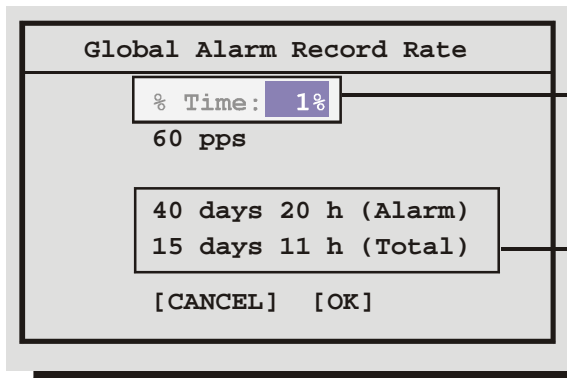 Global Alarm Record Rate
% Time: 1%
60 pps
40 days 20 h (Alarm)
15 days 11 h (Total)
[CANCEL] [OK]